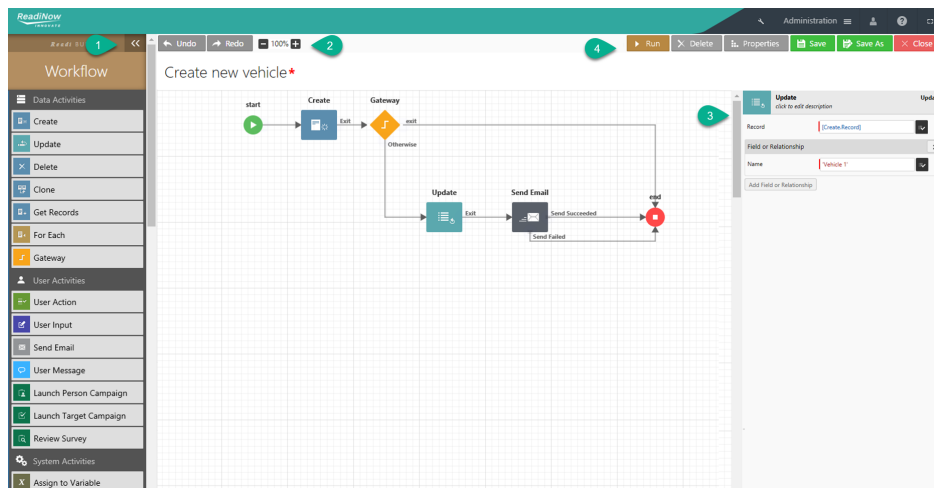 ReadiNow
INNOVATE
Administration
?
Readi
1
Undo
Redo
100%
2
4
Run
Delete
Properties
Save
Save As
Close
Workflow
Create new vehicle*
Data Activities
Create
Update
Delete
Clone
Get Records
For Each
Gateway
User Activities
User Action
User Input
Send Email
User Message
Launch Person Campaign
Launch Target Campaign
Review Survey
System Activities
X Assign to Variable
start
Create
Gateway
Exit
exit
Otherwise
Update
Send Email
end
Exit
Send Succeeded
Send Failed
3
Update
Upda
click to edit description
Record
[Create.Record]
Field or Relationship
Name
'Vehicle 1'
Add Field or Relationship